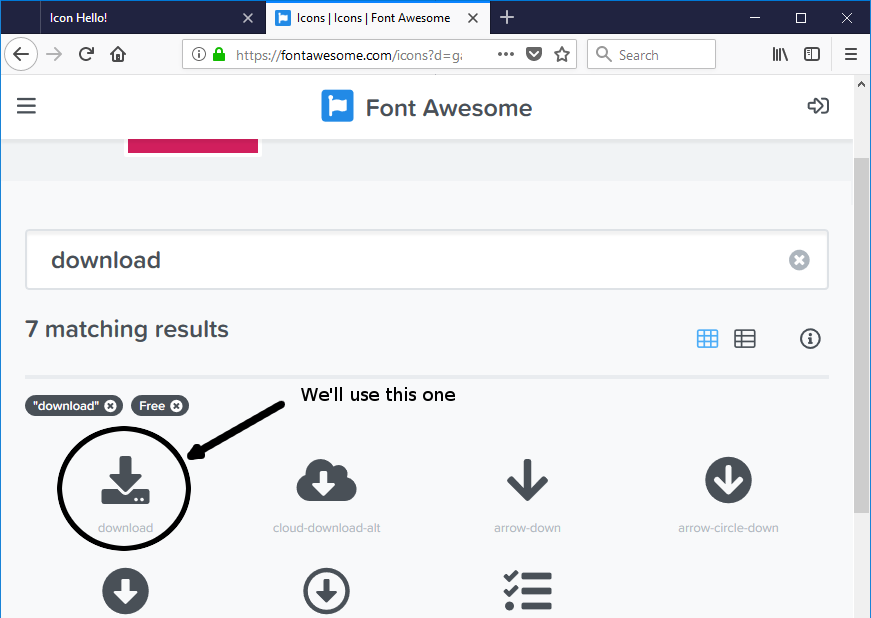 Icon Hello!
Icons | Icons | Font Awesome
https://fontawesome.com/icons?d=ga
Search
Font Awesome
download
7 matching results
We'll use this one
"download"
Free
download
cloud-download-alt
arrow-down
arrow-circle-down